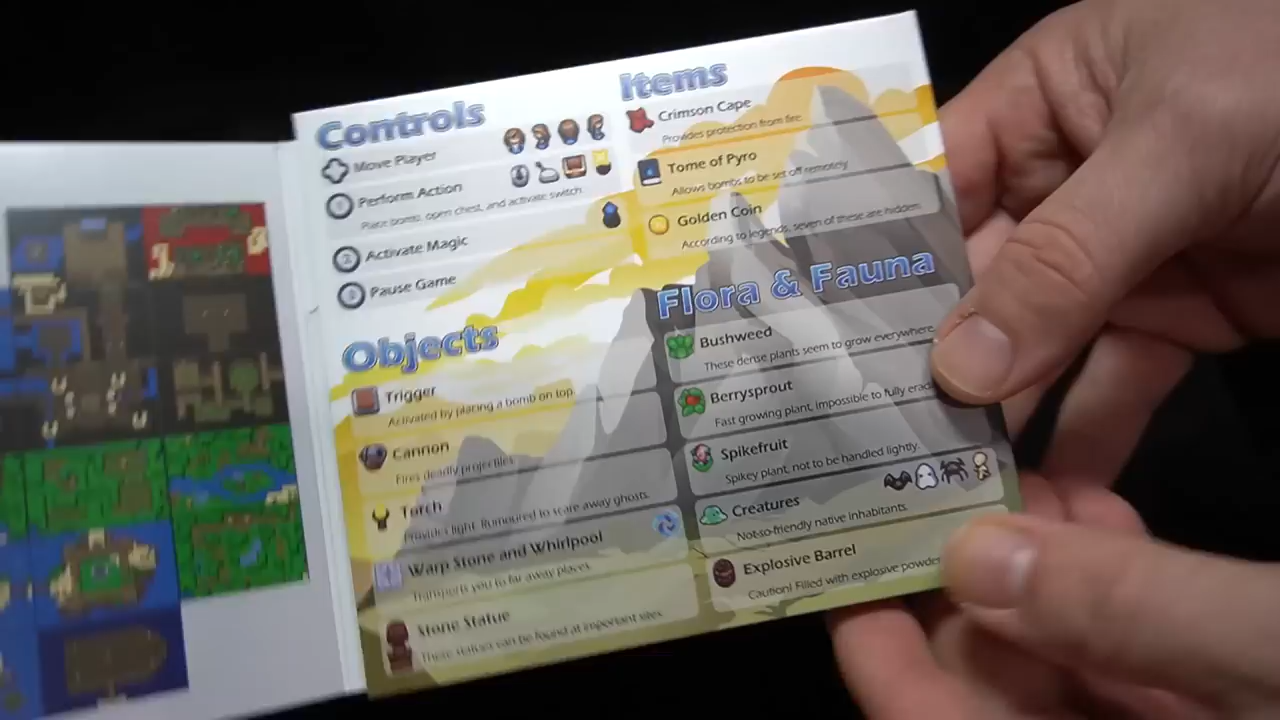 Controls
Move Player
1
Perform Action
Place bomb, open chest, and activate switch.
2
Activate Magic
3
Pause Game
Objects
Trigger
Activated by placing a bomb on top.
Cannon
Fires deadly projectiles.
Torch
Provides light. Rumoured to scare away ghosts.
Warp Stone and Whirlpool
Transports you to far away places.
Stone Statue
These statues can be found at important sites.
Items
Crimson Cape
Provides protection from fire.
Tome of Pyro
Allows bombs to be set off remotely.
Golden Coin
According to legends, seven of these are hidden.
Flora & Fauna
Bushweed
These dense plants seem to grow everywhere.
Berrysprout
Fast growing plant, impossible to fully
Spikefruit
Spikey plant, not to be handled lightly.
Creatures
Not-so-friendly native inhabitants.
Explosive Barrel
Caution! Filled with explosive powder